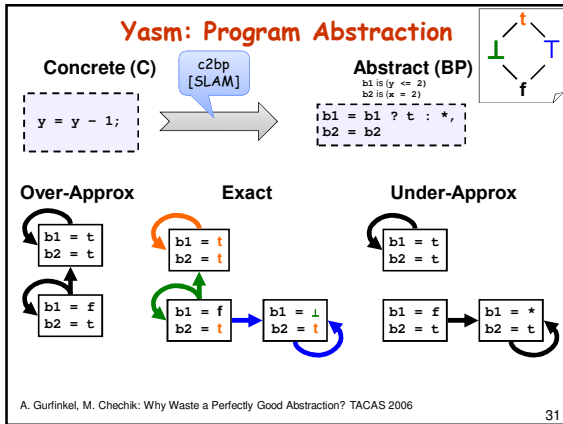 Yasm: Program Abstraction
t
⊥ ⊤
f
Concrete (C)
c2bp
[SLAM]
Abstract (BP)
b1 is (y <= 2)
b2 is (x = 2)
y = y - 1;
b1 = b1 ? t : *,
b2 = b2
Over-Approx
Exact
Under-Approx
b1 = t
b2 = t
b1 = t
b2 = t
b1 = t
b2 = t
b1 = f
b2 = t
b1 = f
b2 = t
b1 = ⊥
b2 = t
b1 = f
b2 = t
b1 = *
b2 = t
A. Gurfinkel, M. Chechik: Why Waste a Perfectly Good Abstraction? TACAS 2006
31